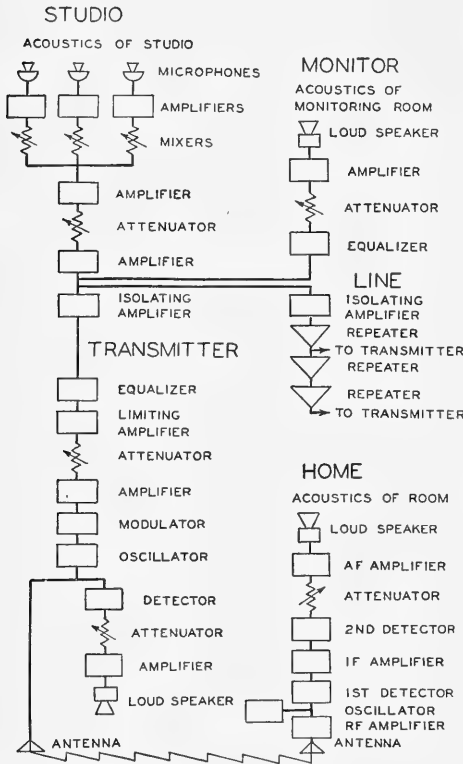 STUDIO
ACOUSTICS OF STUDIO
MICROPHONES
AMPLIFIERS
MIXERS
AMPLIFIER
ATTENUATOR
AMPLIFIER
ISOLATING
AMPLIFIER
MONITOR
ACOUSTICS OF
MONITORING ROOM
LOUD SPEAKER
AMPLIFIER
ATTENUATOR
EQUALIZER
LINE
ISOLATING
AMPLIFIER
REPEATER
TO TRANSMITTER
REPEATER
REPEATER
TO TRANSMITTER
TRANSMITTER
EQUALIZER
LIMITING
AMPLIFIER
ATTENUATOR
AMPLIFIER
MODULATOR
OSCILLATOR
DETECTOR
ATTENUATOR
AMPLIFIER
LOUD SPEAKER
ANTENNA
HOME
ACOUSTICS OF ROOM
LOUD SPEAKER
AF AMPLIFIER
ATTENUATOR
2ND DETECTOR
IF AMPLIFIER
IST DETECTOR
OSCILLATOR
RF AMPLIFIER
ANTENNA